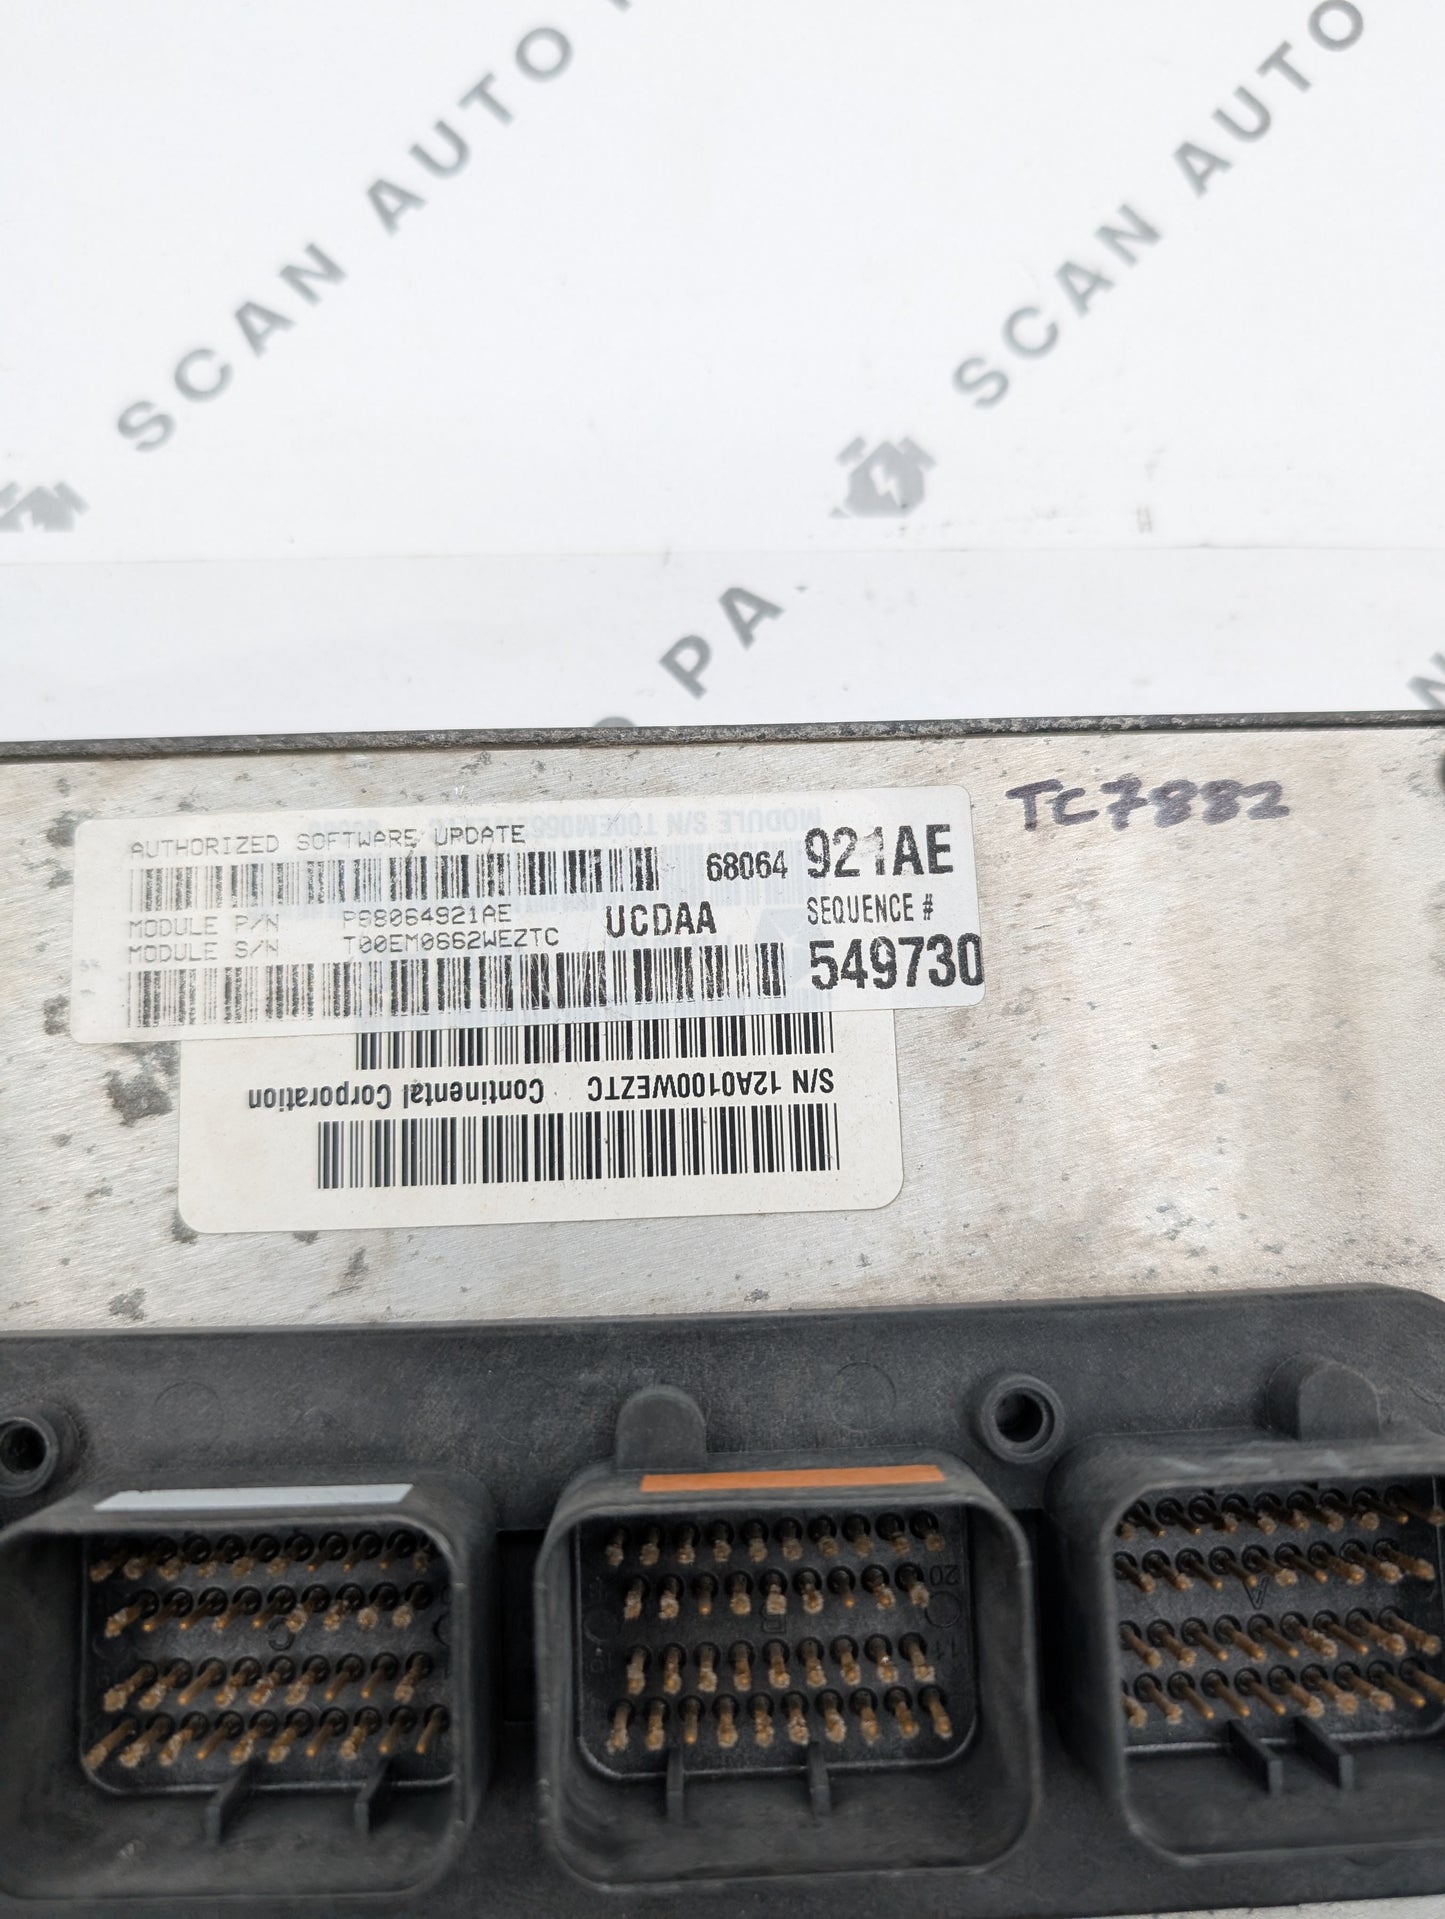 SCAN AUTO
SCAN AUTO
PA
TC7882
AUTHORIZED SOFTWARE UPDATE
68064 921AE
MODULE P/N P68064921AE UCDAA SEQUENCE #
MODULE S/N T00EM0662WEZTC 549730
S/N 12A0100WEZTC Continental Corporation
C
B
A
20